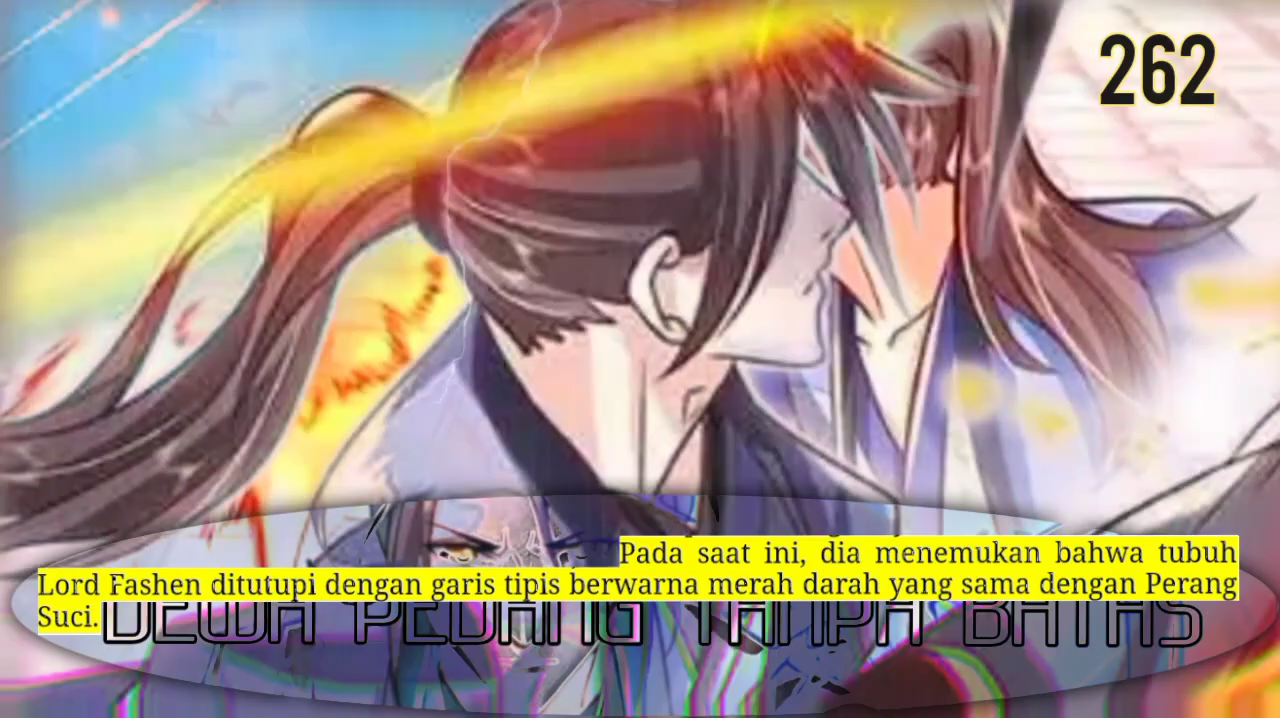 262
Pada saat ini, dia menemukan bahwa tubuh
Lord Fashen ditutupi dengan garis tipis berwarna merah darah yang sama dengan Perang
Suci.
DEWA PEDANG TANPA BATAS